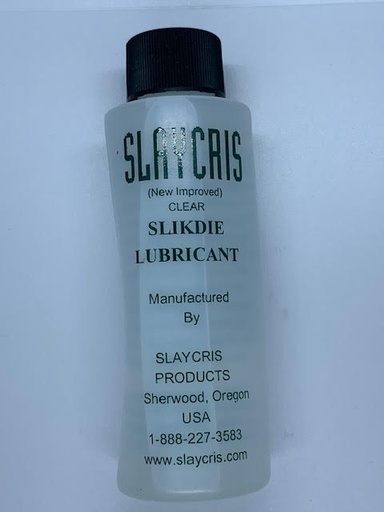 SLAYCRIS
(New Improved)
CLEAR
SLIKDIE
LUBRICANT
Manufactured
By
SLAYCRIS
PRODUCTS
Sherwood, Oregon
USA
1-888-227-3583
www.slaycris.com